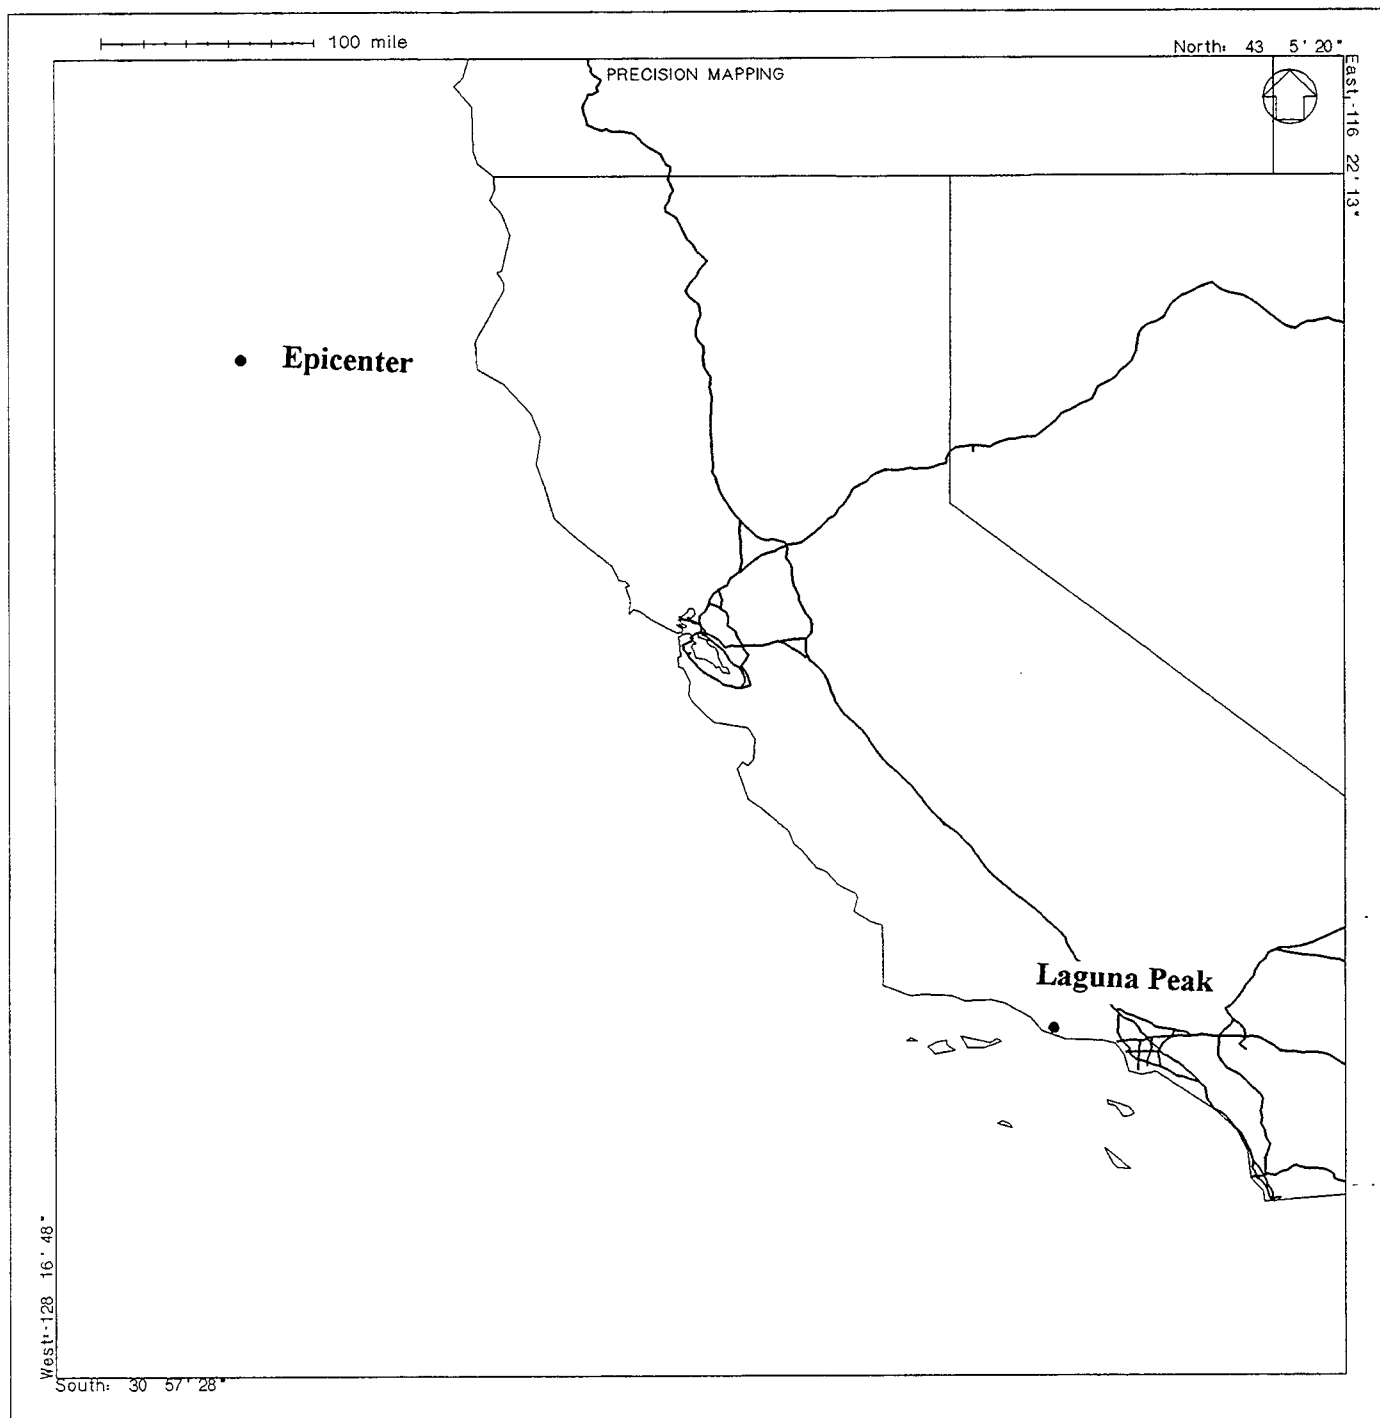 100 mile
North: 43 5' 20"
PRECISION MAPPING
East:-116 22' 13"
Epicenter
Laguna Peak
West:-128 16' 48"
South: 30 57' 28"